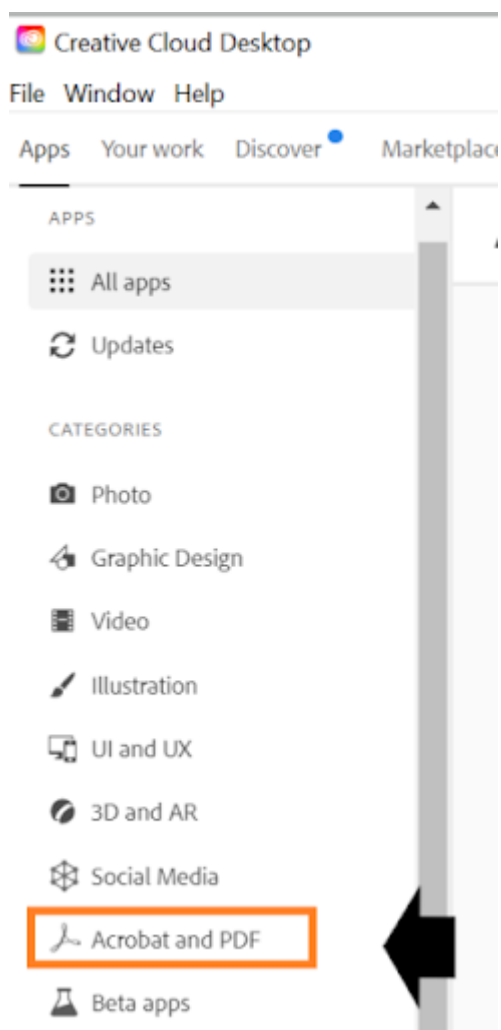 Creative Cloud Desktop
File Window Help
Apps Your work Discover Marketplace
APPS
All apps
Updates
CATEGORIES
Photo
Graphic Design
Video
Illustration
UI and UX
3D and AR
Social Media
Acrobat and PDF
Beta apps